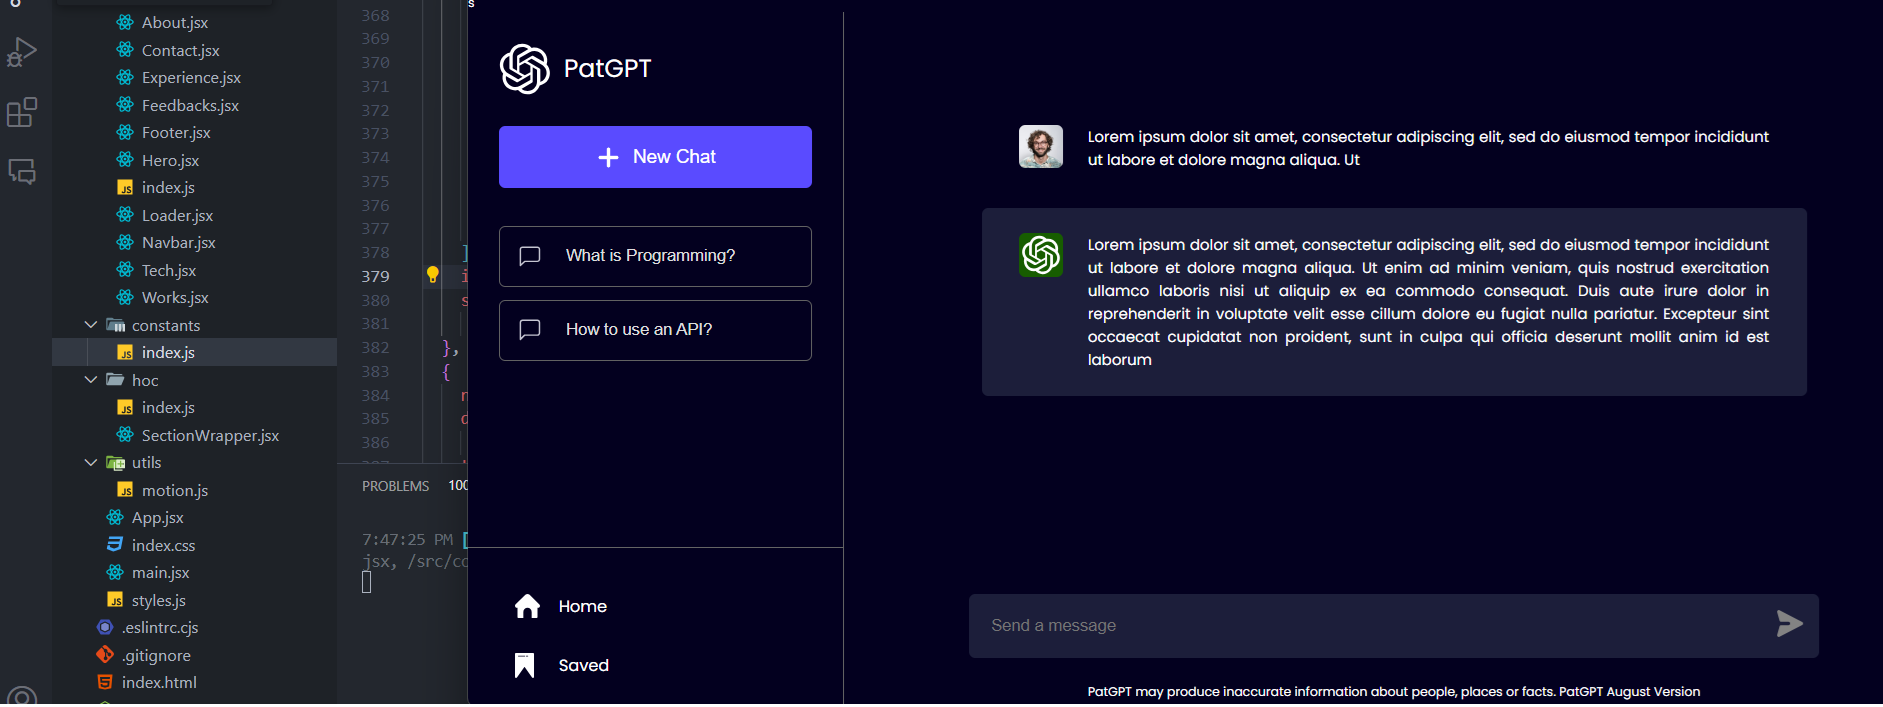 About.jsx
Contact.jsx
Experience.jsx
Feedbacks.jsx
Footer.jsx
Hero.jsx
index.js
Loader.jsx
Navbar.jsx
Tech.jsx
Works.jsx
constants
index.js
hoc
index.js
SectionWrapper.jsx
utils
motion.js
App.jsx
index.css
main.jsx
styles.js
.eslintrc.cjs
.gitignore
index.html
368
369
370
371
372
373
374
375
376
377
378 ]
379 i
380 s
381
382 },
383 {
384
385 d
386
PROBLEMS 100
7:47:25 PM [
jsx, /src/co
s
PatGPT
New Chat
What is Programming?
How to use an API?
Home
Saved
Lorem ipsum dolor sit amet, consectetur adipiscing elit, sed do eiusmod tempor incididunt
ut labore et dolore magna aliqua. Ut
Lorem ipsum dolor sit amet, consectetur adipiscing elit, sed do eiusmod tempor incididunt
ut labore et dolore magna aliqua. Ut enim ad minim veniam, quis nostrud exercitation
ullamco laboris nisi ut aliquip ex ea commodo consequat. Duis aute irure dolor in
reprehenderit in voluptate velit esse cillum dolore eu fugiat nulla pariatur. Excepteur sint
occaecat cupidatat non proident, sunt in culpa qui officia deserunt mollit anim id est
laborum
Send a message
PatGPT may produce inaccurate information about people, places or facts. PatGPT August Version